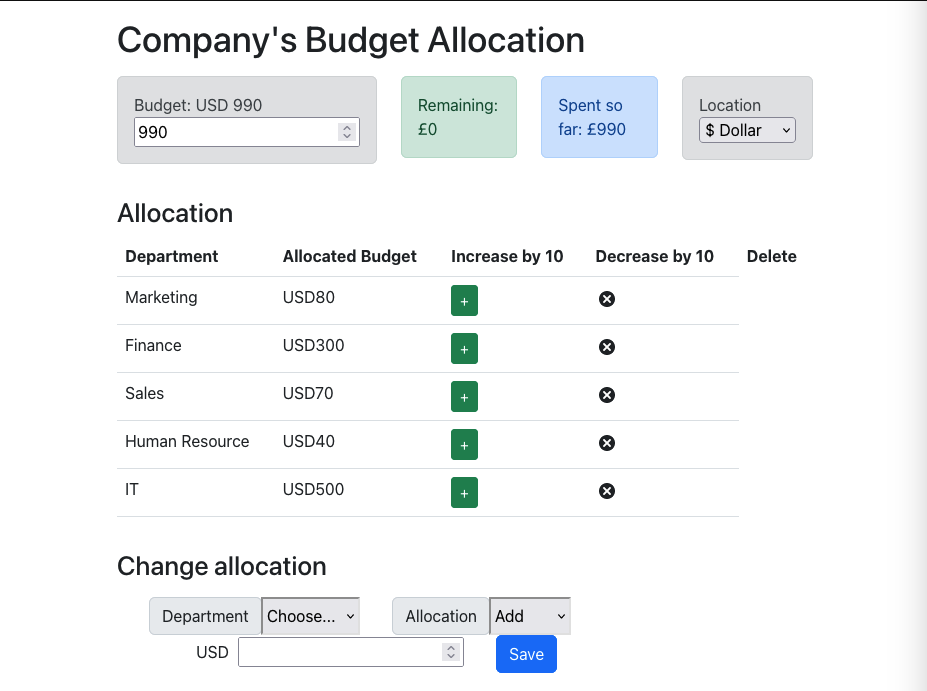 Company's Budget Allocation
Budget: USD 990
990
Remaining:
£0
Spent so
far: £990
Location
$ Dollar
Allocation
Department Allocated Budget Increase by 10 Decrease by 10 Delete
Marketing USD80 +
Finance USD300 +
Sales USD70 +
Human Resource USD40 +
IT USD500 +
Change allocation
Department Choose... Allocation Add
USD Save